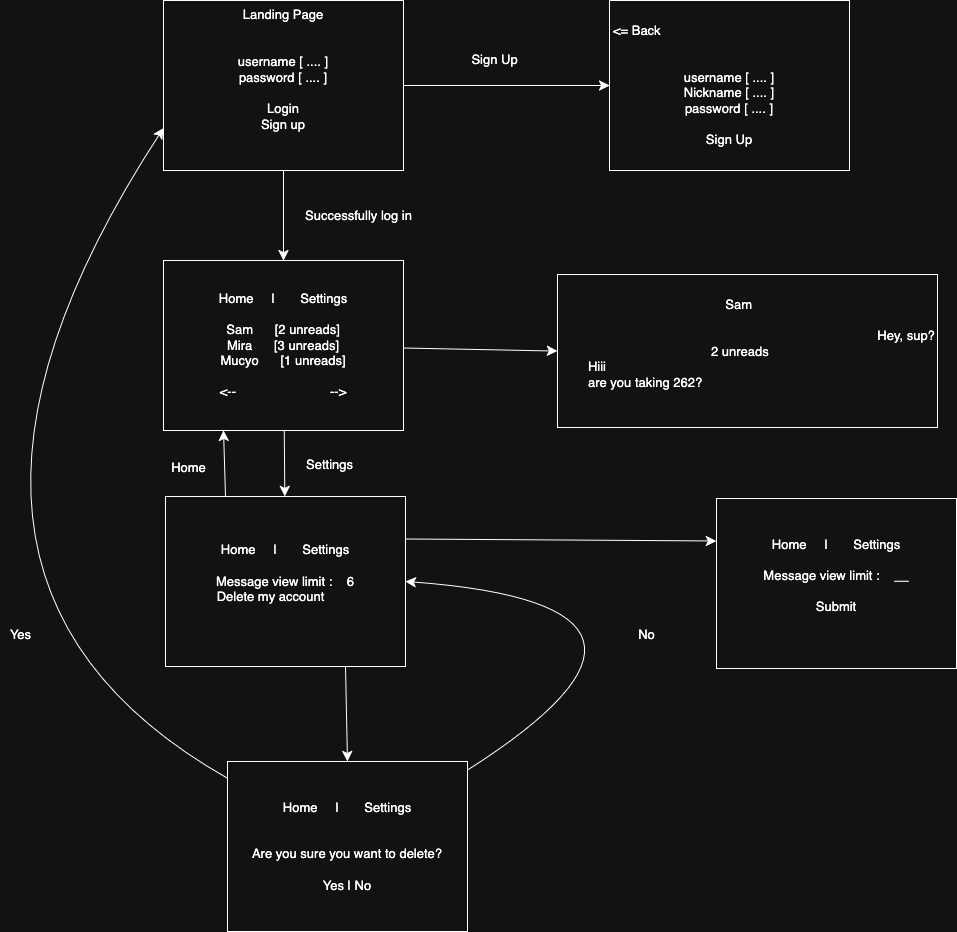 Landing Page
username [ .... ]
password [ .... ]
Login
Sign up
Sign Up
<= Back
username [ .... ]
Nickname [ .... ]
password [ .... ]
Sign Up
Successfully log in
Home | Settings
Sam [2 unreads]
Mira [3 unreads]
Mucyo [1 unreads]
<-- -->
Sam
Hey, sup?
2 unreads
Hiii
are you taking 262?
Home
Settings
Home | Settings
Message view limit : 6
Delete my account
Home | Settings
Message view limit : __
Submit
Yes
No
Home | Settings
Are you sure you want to delete?
Yes | No